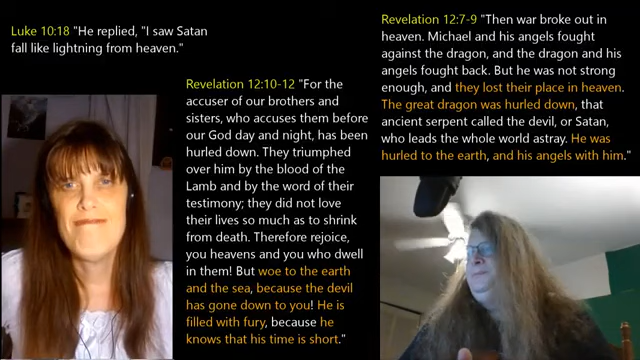 Luke 10:18 "He replied, "I saw Satan
fall like lightning from heaven."
Revelation 12:10-12 "For the
accuser of our brothers and
sisters, who accuses them before
our God day and night, has been
hurled down. They triumphed
over him by the blood of the
Lamb and by the word of their
testimony; they did not love
their lives so much as to shrink
from death. Therefore rejoice,
you heavens and you who dwell
in them! But woe to the earth
and the sea, because the devil
has gone down to you! He is
filled with fury, because he
knows that his time is short."
Revelation 12:7-9 "Then war broke out in
heaven. Michael and his angels fought
against the dragon, and the dragon and his
angels fought back. But he was not strong
enough, and they lost their place in heaven.
The great dragon was hurled down, that
ancient serpent called the devil, or Satan,
who leads the whole world astray. He was
hurled to the earth, and his angels with him."